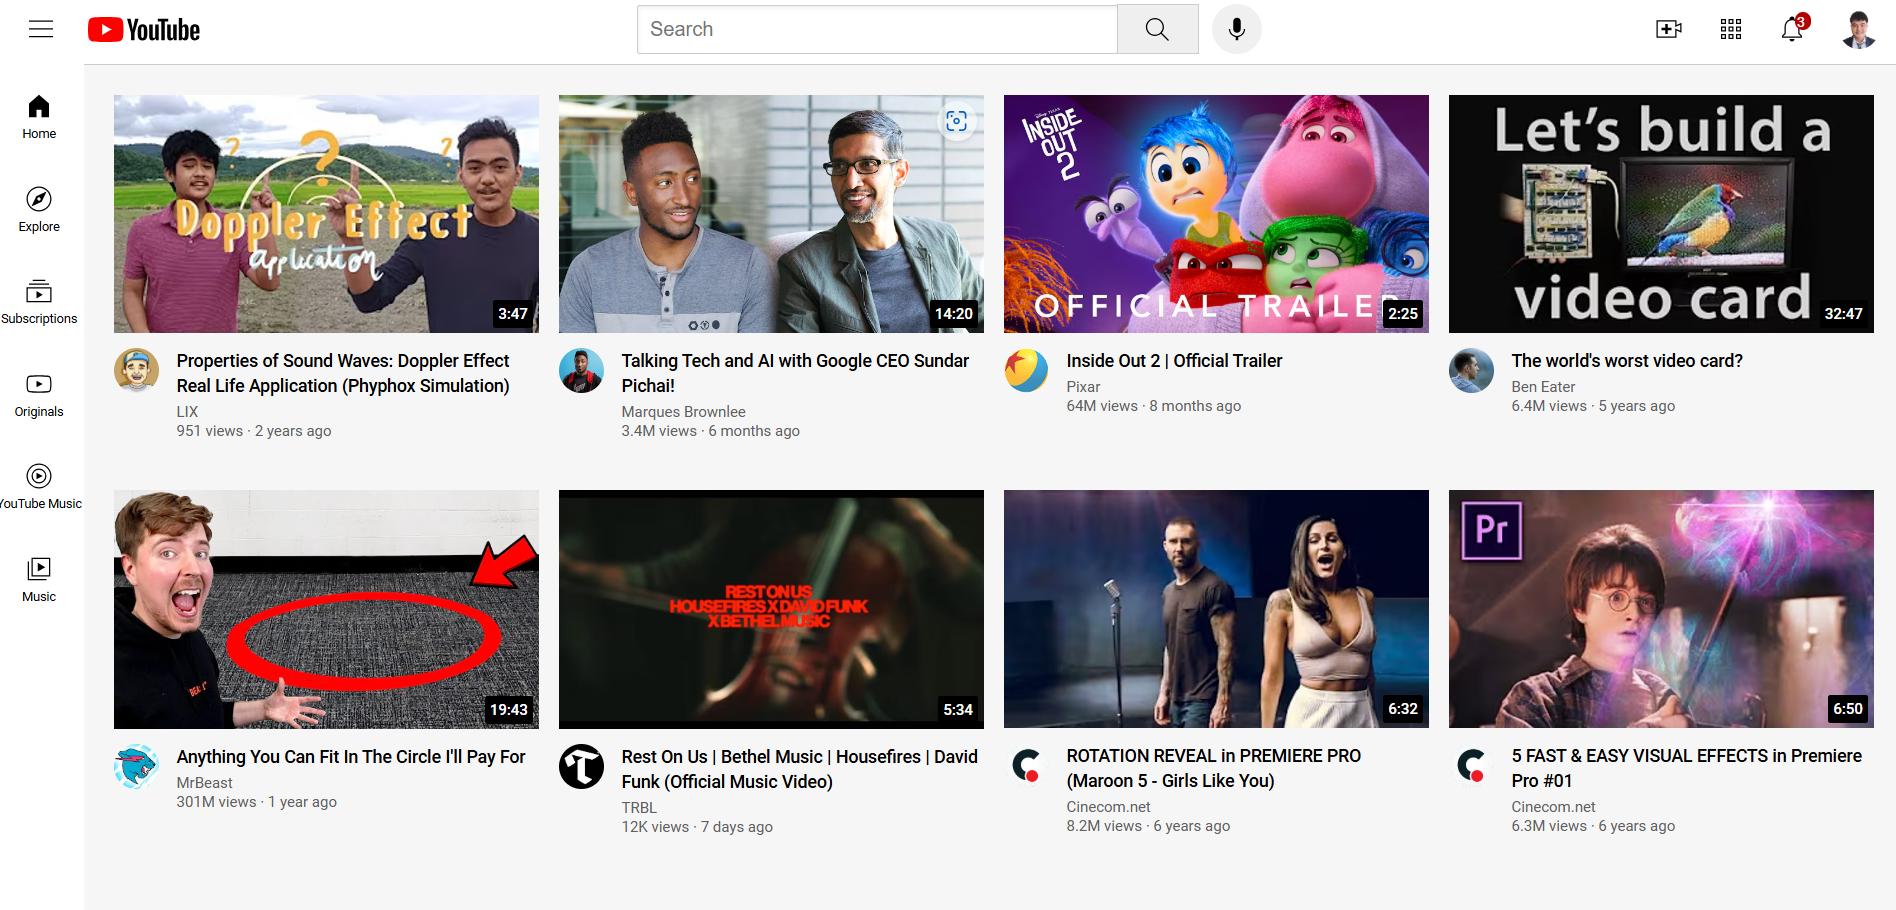 YouTube
Search
3
Home
Explore
Subscriptions
Originals
YouTube Music
Music
? ? ?
Doppler Effect
Application
3:47
Properties of Sound Waves: Doppler Effect
Real Life Application (Phyphox Simulation)
LIX
951 views · 2 years ago
14:20
Talking Tech and AI with Google CEO Sundar
Pichai!
Marques Brownlee
3.4M views · 6 months ago
INSIDE
OUT
2
OFFICIAL TRAILER
2:25
Inside Out 2 | Official Trailer
Pixar
64M views · 8 months ago
Let's build a
video card
32:47
The world's worst video card?
Ben Eater
6.4M views · 5 years ago
19:43
Anything You Can Fit In The Circle I'll Pay For
MrBeast
301M views · 1 year ago
REST ON US
HOUSEFIRES X DAVID FUNK
X BETHEL MUSIC
5:34
Rest On Us | Bethel Music | Housefires | David
Funk (Official Music Video)
TRBL
12K views · 7 days ago
6:32
ROTATION REVEAL in PREMIERE PRO
(Maroon 5 - Girls Like You)
Cinecom.net
8.2M views · 6 years ago
Pr
6:50
5 FAST & EASY VISUAL EFFECTS in Premiere
Pro #01
Cinecom.net
6.3M views · 6 years ago